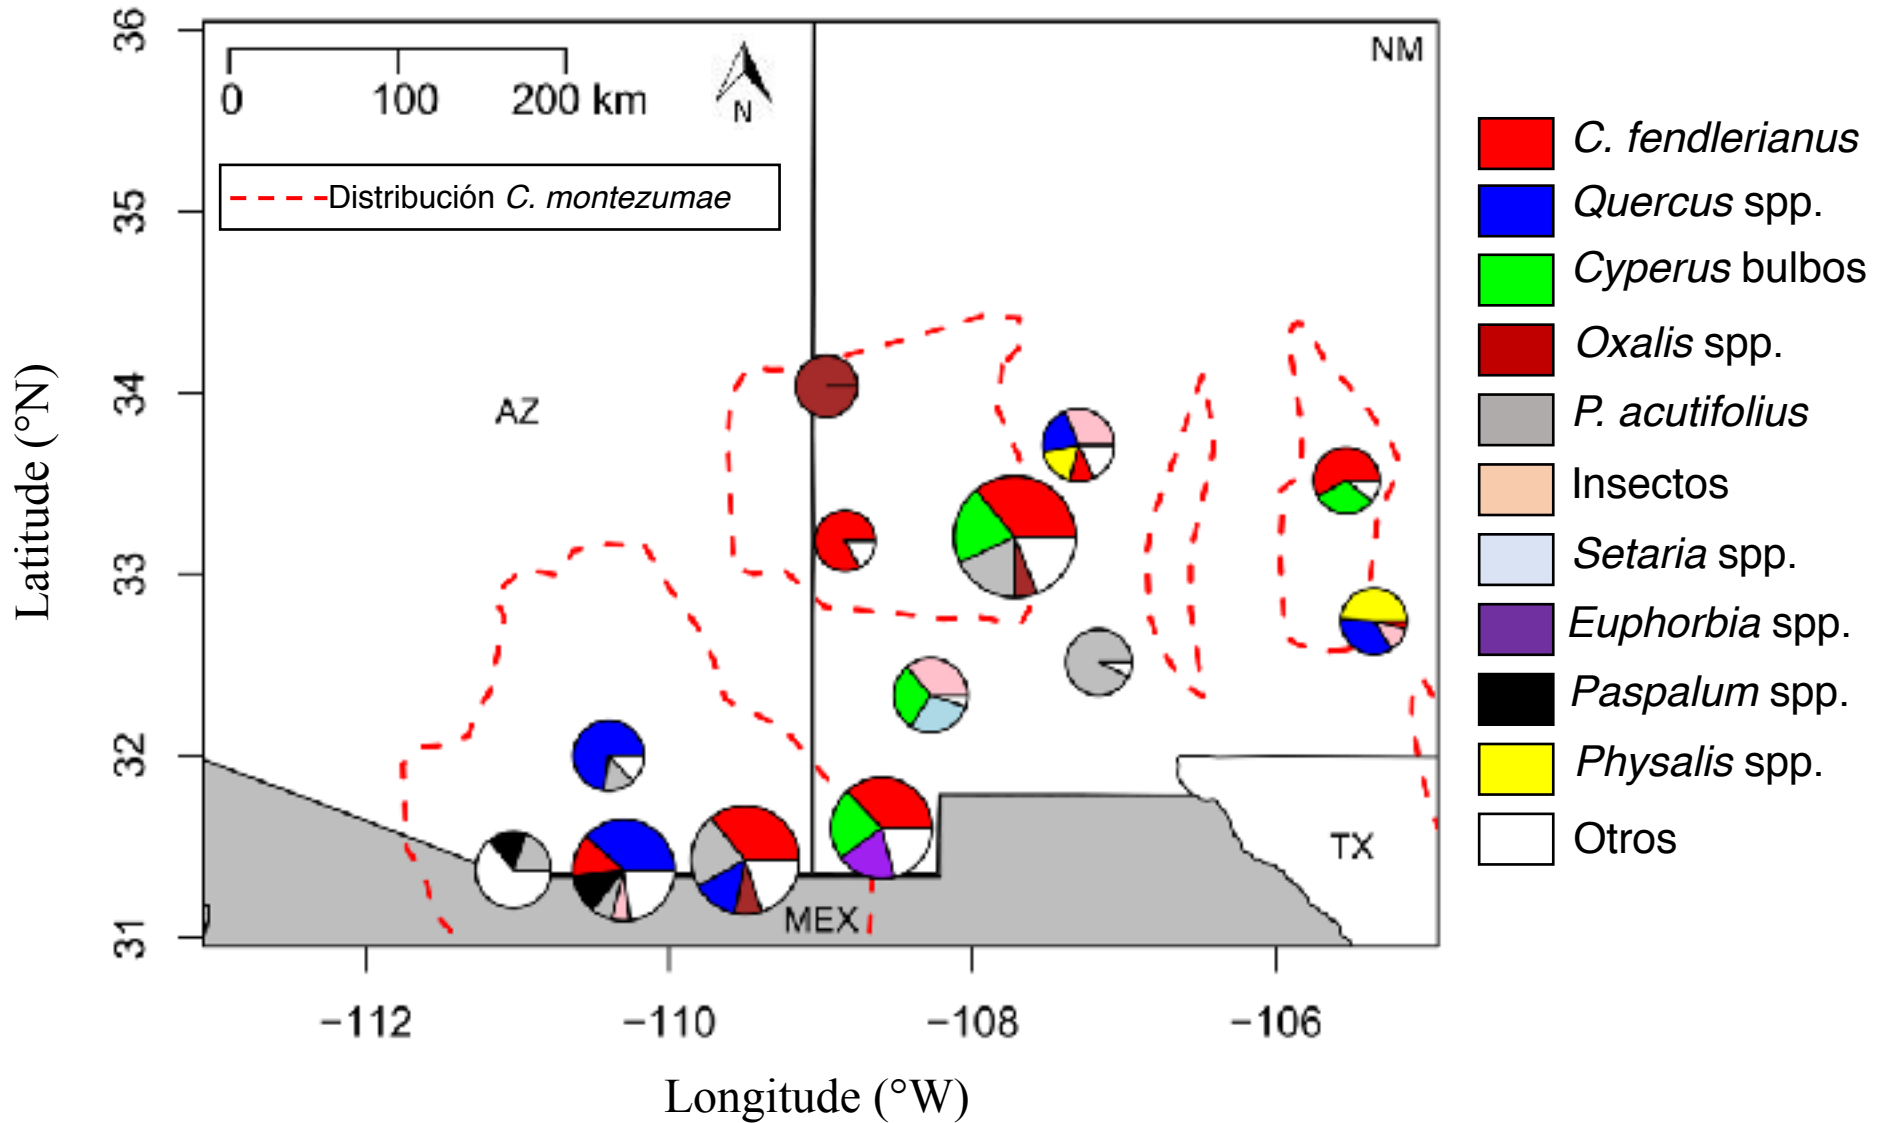 36
35
34
33
32
31
Latitude (°N)
0 100 200 km
N
NM
Distribución C. montezumae
AZ
TX
MEX
−112 −110 −108 −106
Longitude (°W)
C. fendlerianus
Quercus spp.
Cyperus bulbos
Oxalis spp.
P. acutifolius
Insectos
Setaria spp.
Euphorbia spp.
Paspalum spp.
Physalis spp.
Otros